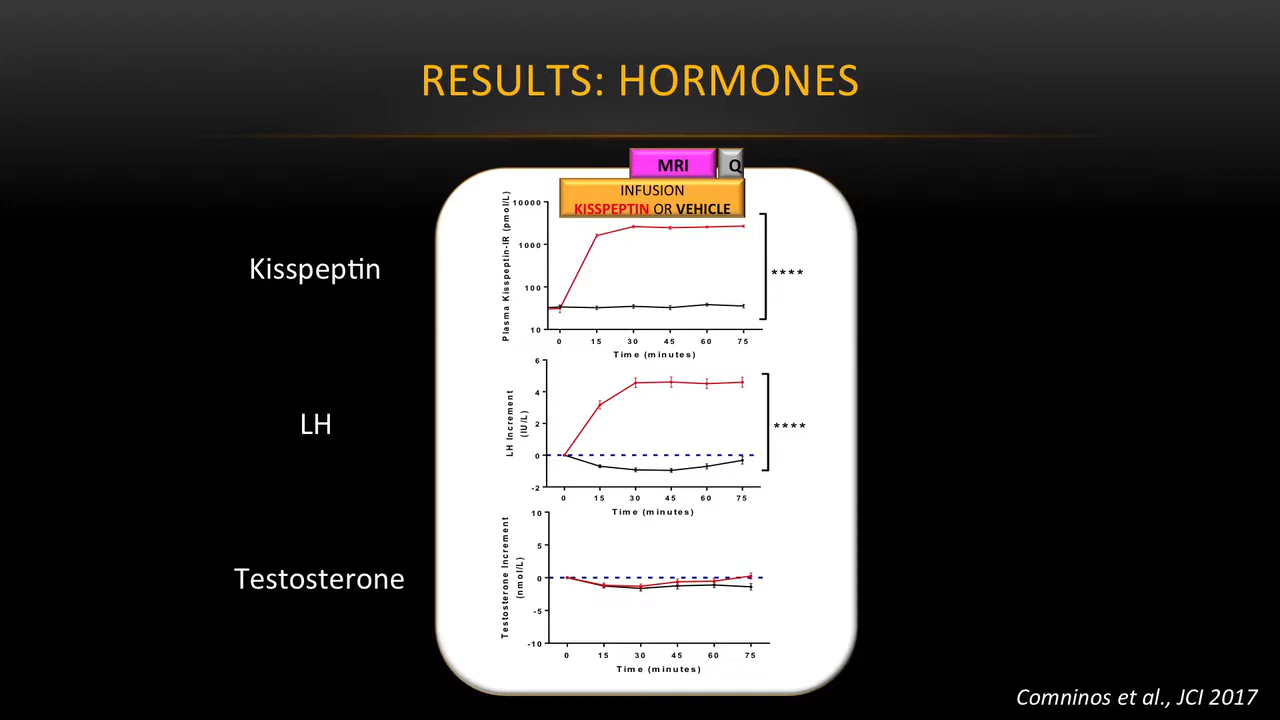 RESULTS: HORMONES
MRI
Q
INFUSION
KISSPEPTIN OR VEHICLE
Kisspeptin
Plasma Kisspeptin-IR (pmol/L)
10000
1000
100
10
0 15 30 45 60 75
Time (minutes)
****
LH
LH Increment
(IU/L)
6
4
2
0
-2
0 15 30 45 60 75
Time (minutes)
****
Testosterone
Testosterone Increment
(nmol/L)
10
5
0
-5
-10
0 15 30 45 60 75
Time (minutes)
Comninos et al., JCI 2017